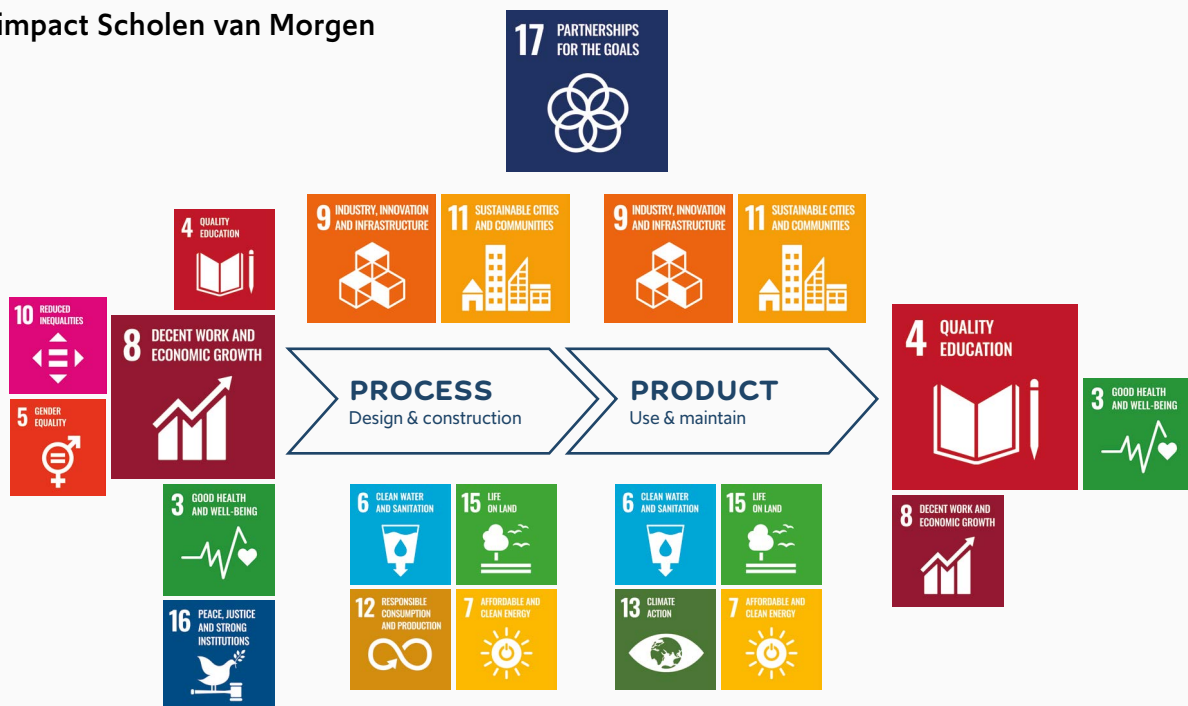 impact Scholen van Morgen
17 PARTNERSHIPS
FOR THE GOALS
4 QUALITY
EDUCATION
9 INDUSTRY, INNOVATION
AND INFRASTRUCTURE
11 SUSTAINABLE CITIES
AND COMMUNITIES
9 INDUSTRY, INNOVATION
AND INFRASTRUCTURE
11 SUSTAINABLE CITIES
AND COMMUNITIES
10 REDUCED
INEQUALITIES
8 DECENT WORK AND
ECONOMIC GROWTH
5 GENDER
EQUALITY
PROCESS
Design & construction
PRODUCT
Use & maintain
4 QUALITY
EDUCATION
3 GOOD HEALTH
AND WELL-BEING
3 GOOD HEALTH
AND WELL-BEING
16 PEACE, JUSTICE
AND STRONG
INSTITUTIONS
6 CLEAN WATER
AND SANITATION
15 LIFE
ON LAND
12 RESPONSIBLE
CONSUMPTION
AND PRODUCTION
7 AFFORDABLE AND
CLEAN ENERGY
6 CLEAN WATER
AND SANITATION
15 LIFE
ON LAND
13 CLIMATE
ACTION
7 AFFORDABLE AND
CLEAN ENERGY
8 DECENT WORK AND
ECONOMIC GROWTH